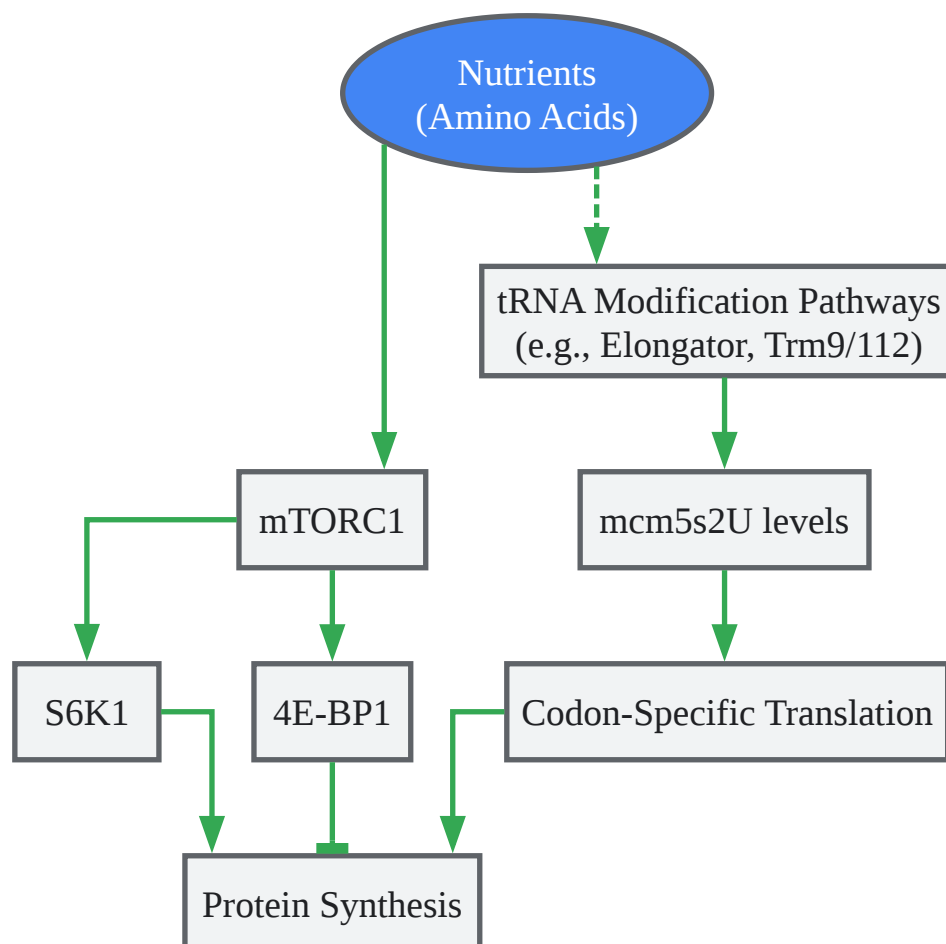 Nutrients
(Amino Acids)
tRNA Modification Pathways
(e.g., Elongator, Trm9/112)
mTORC1
mcm5s2U levels
S6K1
4E-BP1
Codon-Specific Translation
Protein Synthesis